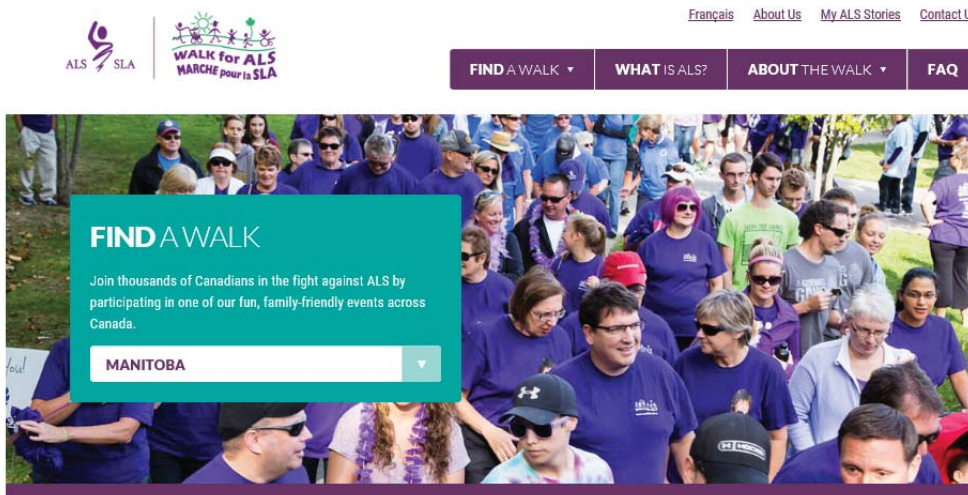 Français About Us My ALS Stories Contact U
ALS SLA
WALK for ALS
MARCHE pour la SLA
FIND A WALK WHAT IS ALS? ABOUT THE WALK FAQ
FIND A WALK
Join thousands of Canadians in the fight against ALS by
participating in one of our fun, family-friendly events across
Canada.
MANITOBA
You!